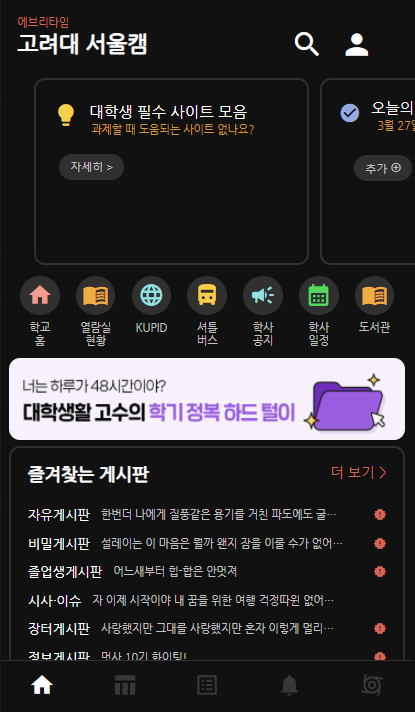 에브리타임
고려대 서울캠
대학생 필수 사이트 모음
과제할 때 도움되는 사이트 없나요?
자세히 >
오늘의
3월 27일
추가 ⊕
학교 홈
열람실 현황
KUPID
셔틀 버스
학사 공지
학사 일정
도서관
너는 하루가 48시간이야?
대학생활 고수의 학기 정복 하드 털이
즐겨찾는 게시판
더 보기 >
자유게시판 한번더 나에게 질풍같은 용기를 거친 파도에도 굴…
비밀게시판 설레이는 이 마음은 뭘까 왠지 잠을 이룰 수가 없어…
졸업생게시판 어느새부터 힙-합은 안멋져
시사·이슈 자 이제 시작이야 내 꿈을 위한 여행 걱정따윈 없어…
장터게시판 사랑했지만 그대를 사랑했지만 혼자 이렇게 멀리…
정보게시판 먹사 10기 화이팅!